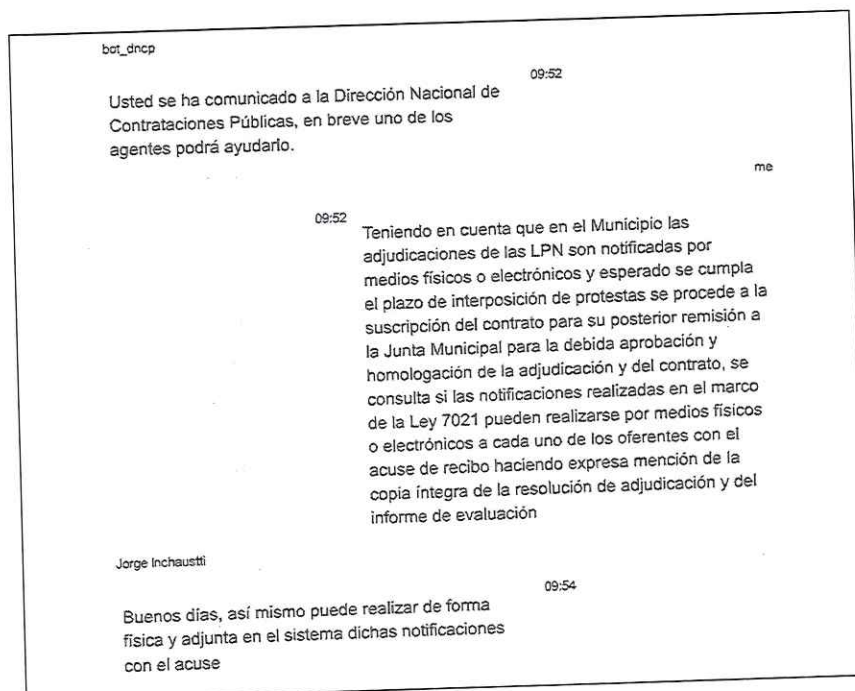 bot_dncp
09:52
Usted se ha comunicado a la Dirección Nacional de
Contrataciones Públicas, en breve uno de los
agentes podrá ayudarlo.
me
09:52
Teniendo en cuenta que en el Municipio las
adjudicaciones de las LPN son notificadas por
medios físicos o electrónicos y esperado se cumpla
el plazo de interposición de protestas se procede a la
suscripción del contrato para su posterior remisión a
la Junta Municipal para la debida aprobación y
homologación de la adjudicación y del contrato, se
consulta si las notificaciones realizadas en el marco
de la Ley 7021 pueden realizarse por medios físicos
o electrónicos a cada uno de los oferentes con el
acuse de recibo haciendo expresa mención de la
copia íntegra de la resolución de adjudicación y del
informe de evaluación
Jorge Inchaustti
09:54
Buenos días, así mismo puede realizar de forma
física y adjunta en el sistema dichas notificaciones
con el acuse